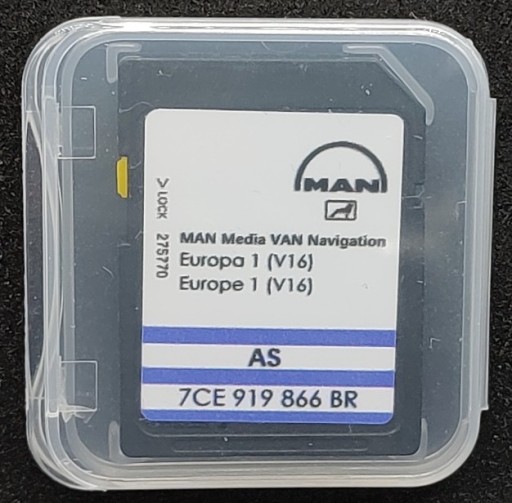 MAN
> LOCK 275770
MAN Media VAN Navigation
Europa 1 (V16)
Europe 1 (V16)
AS
7CE 919 866 BR